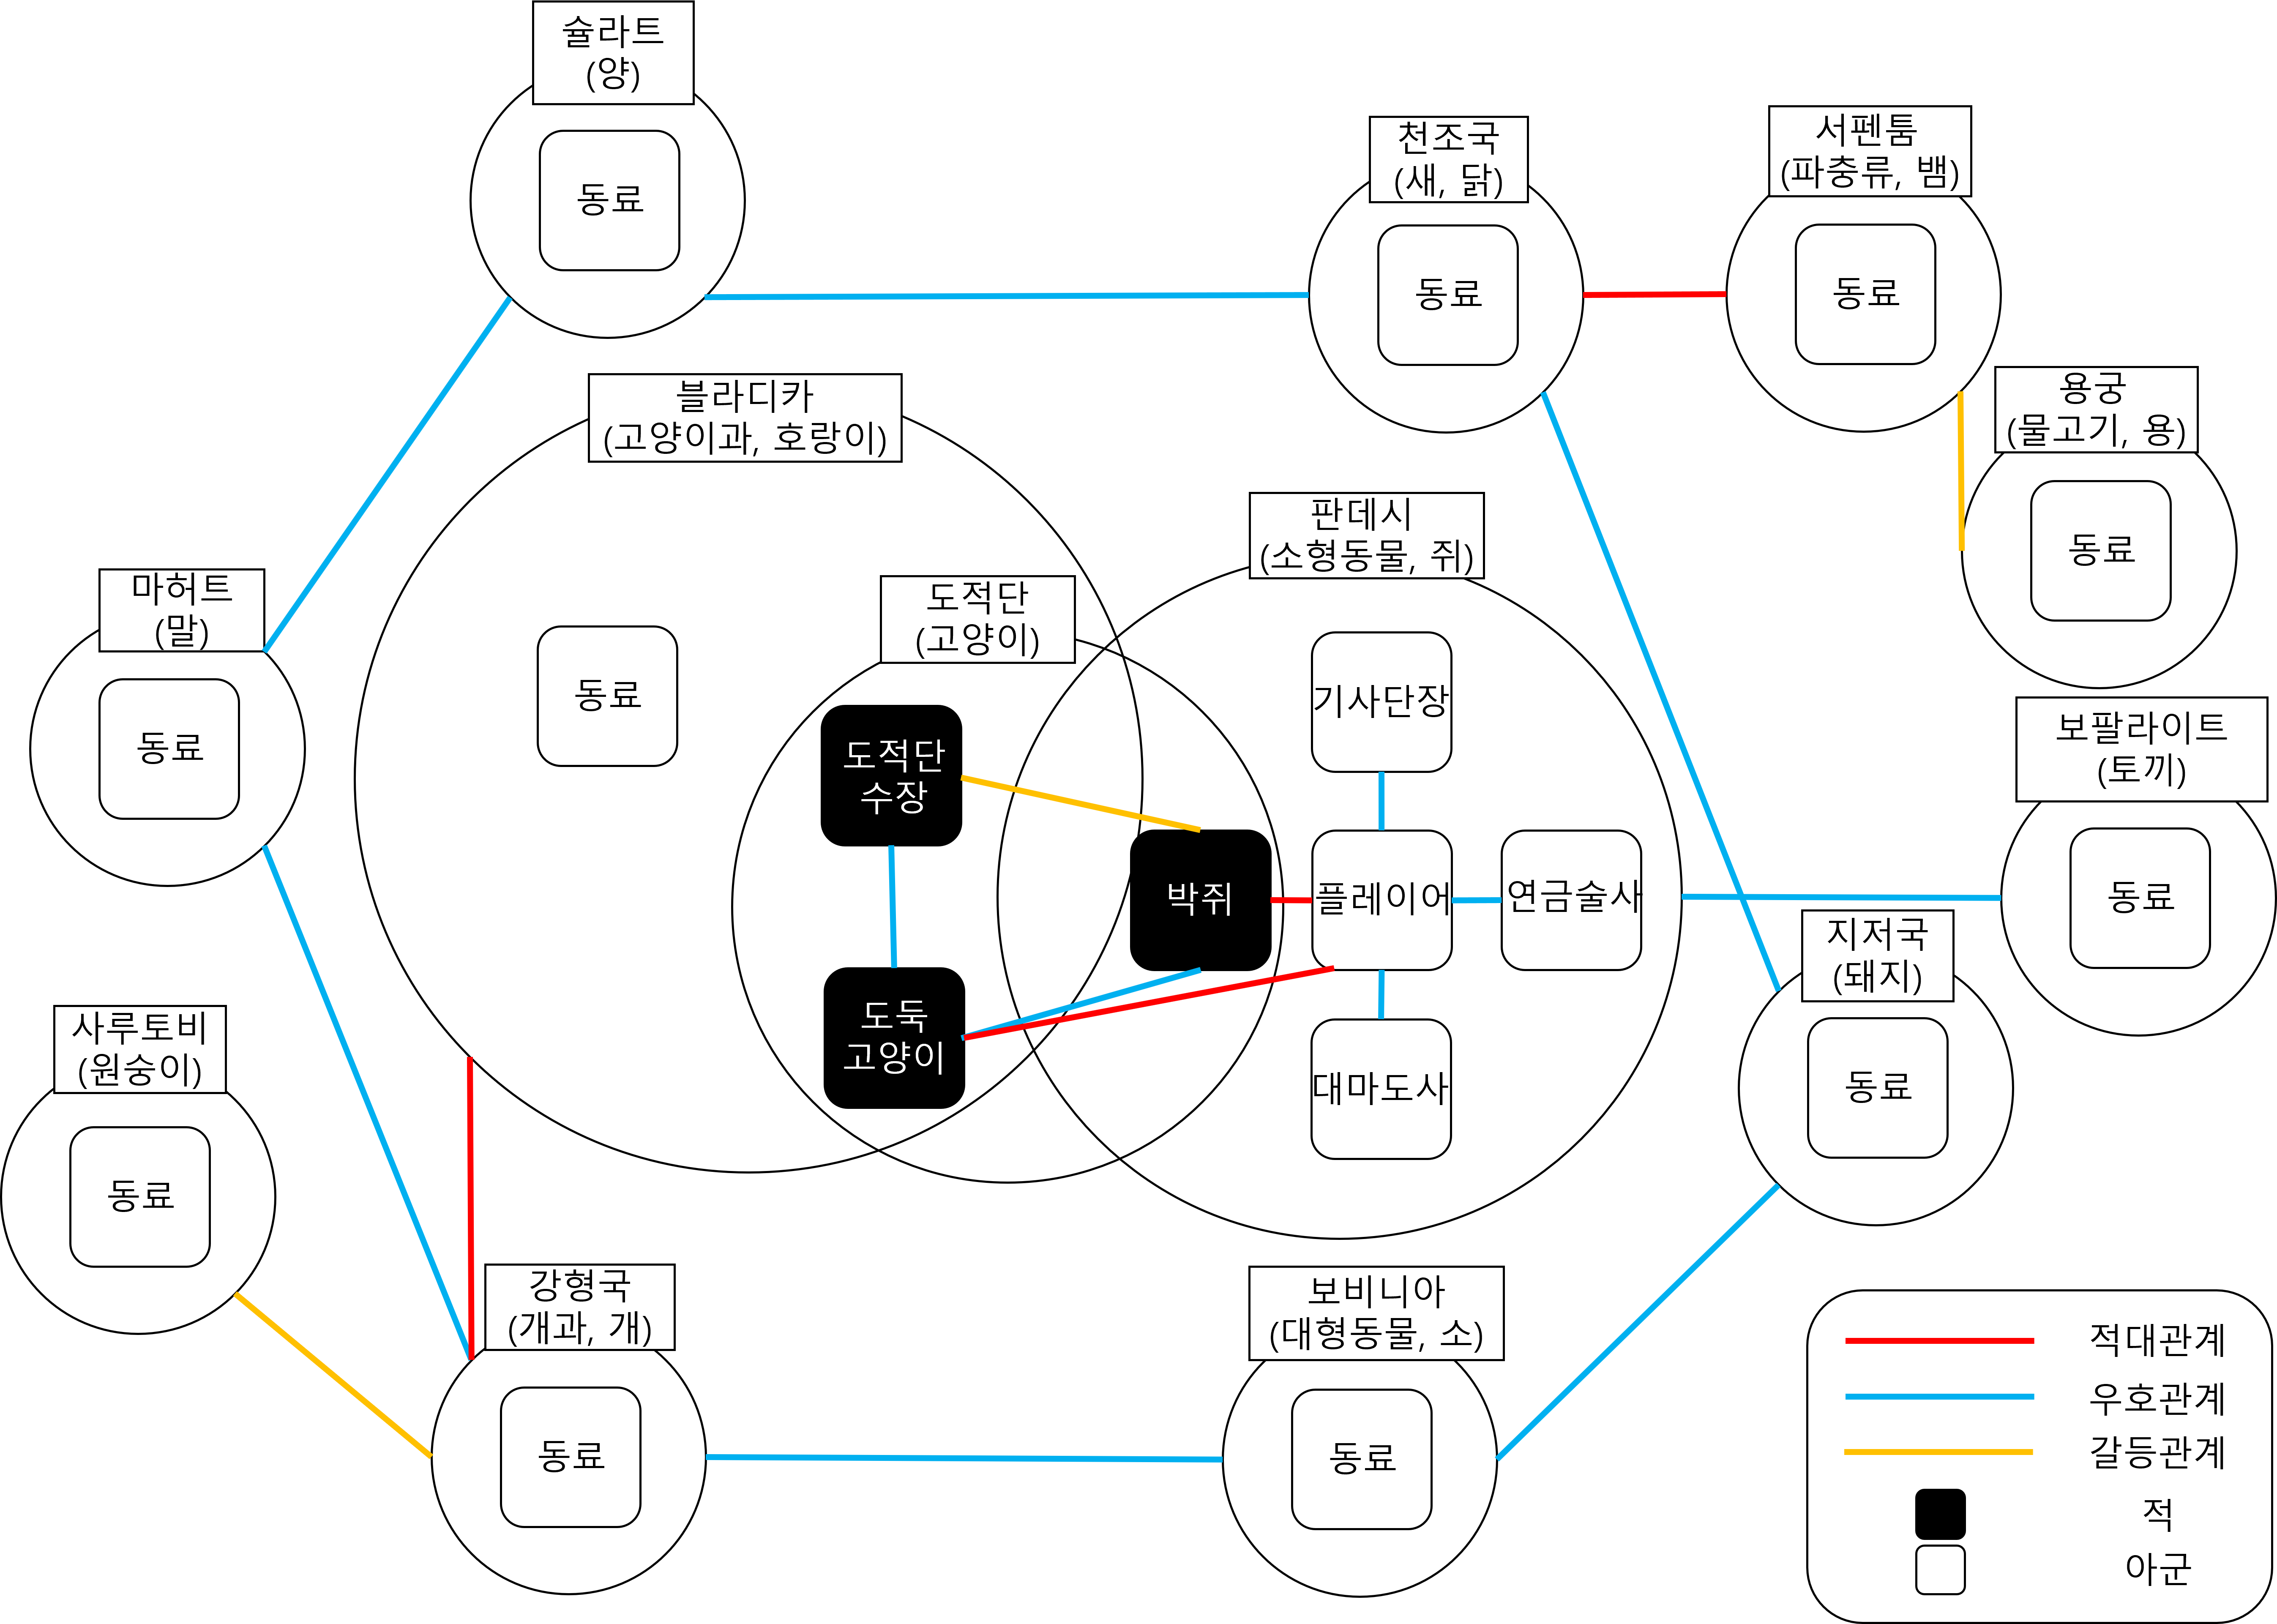 슐라트
(양)
동료
천조국
(새, 닭)
동료
서펜툼
(파충류, 뱀)
동료
용궁
(물고기, 용)
동료
블라디카
(고양이과, 호랑이)
동료
판데시
(소형동물, 쥐)
도적단
(고양이)
마허트
(말)
동료
도적단
수장
기사단장
박쥐
플레이어
연금술사
도둑
고양이
대마도사
보팔라이트
(토끼)
동료
지저국
(돼지)
동료
사루토비
(원숭이)
동료
강형국
(개과, 개)
동료
보비니아
(대형동물, 소)
동료
적대관계
우호관계
갈등관계
적
아군